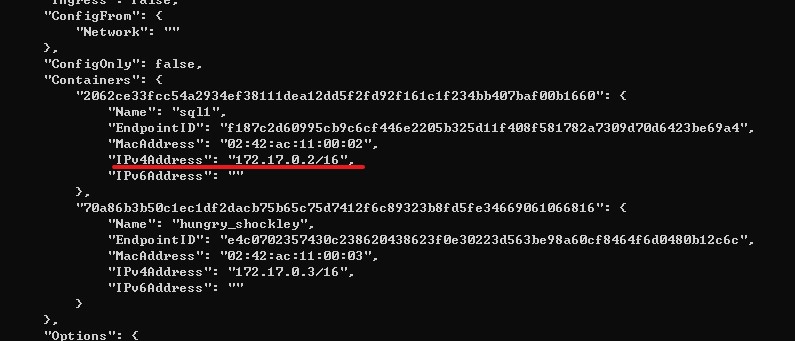 "Ingress": false,
"ConfigFrom": {
"Network": ""
},
"ConfigOnly": false,
"Containers": {
"2062ce33fcc54a2934ef38111dea12dd5f2fd92f161c1f234bb407baf00b1660": {
"Name": "sql1",
"EndpointID": "f187c2d60995cb9c6cf446e2205b325d11f408f581782a7309d70d6423be69a4",
"MacAddress": "02:42:ac:11:00:02",
"IPv4Address": "172.17.0.2/16",
"IPv6Address": ""
},
"70a86b3b50c1ec1df2dacb75b65c75d7412f6c89323b8fd5fe34669061066816": {
"Name": "hungry_shockley",
"EndpointID": "e4c0702357430c238620438623f0e30223d563be98a60cf8464f6d0480b12c6c",
"MacAddress": "02:42:ac:11:00:03",
"IPv4Address": "172.17.0.3/16",
"IPv6Address": ""
}
},
"Options": {